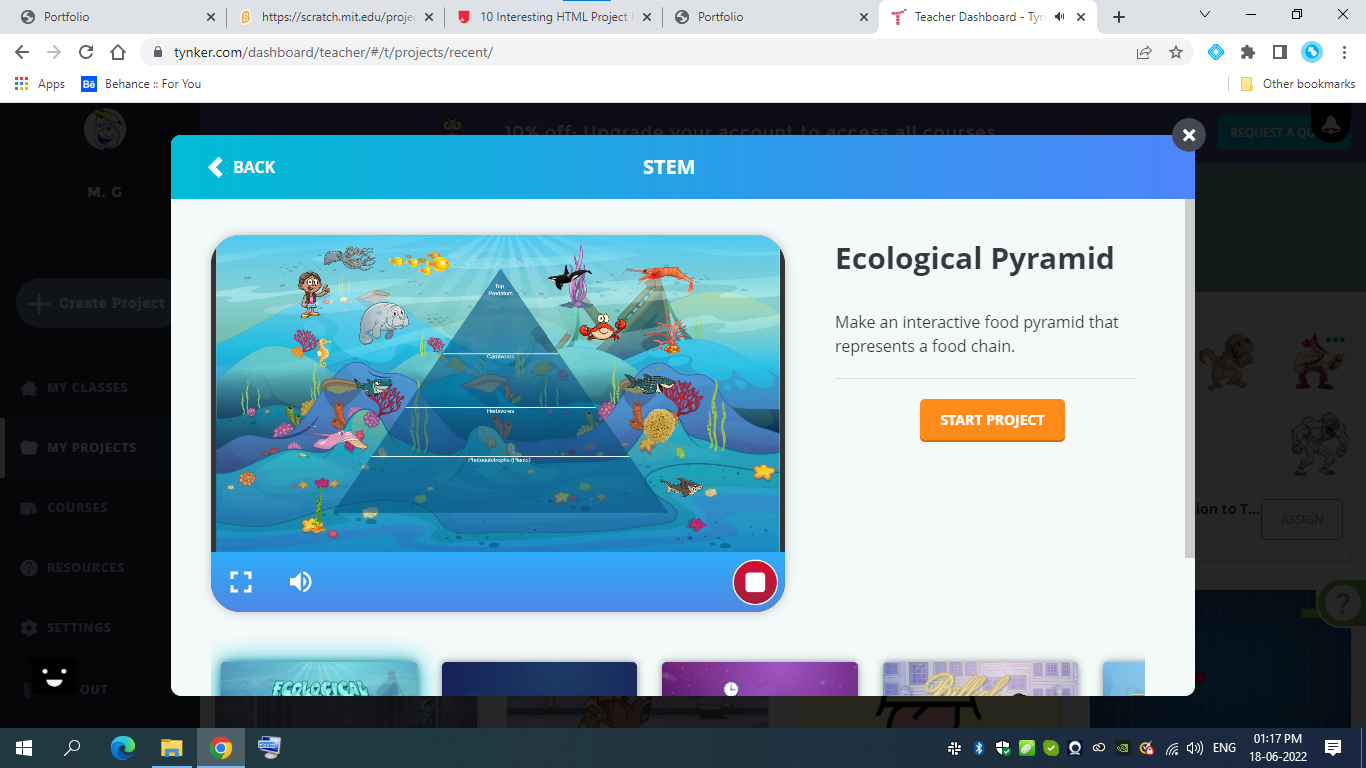 Portfolio
https://scratch.mit.edu/proje
10 Interesting HTML Project
Portfolio
Teacher Dashboard - Tyn
tynker.com/dashboard/teacher/#/t/projects/recent/
Apps
Bē
Behance :: For You
Other bookmarks
10% off: Upgrade your account to access all courses
REQUEST A QU
M. G
BACK
STEM
Create Project
MY CLASSES
MY PROJECTS
COURSES
RESOURCES
SETTINGS
OUT
Top
Predators
Carnivores
Herbivores
Photoautotrophs (Plants)
Ecological Pyramid
Make an interactive food pyramid that
represents a food chain.
START PROJECT
ion to T...
ASSIGN
?
ECOLOGICAL
01:17 PM
ENG
18-06-2022